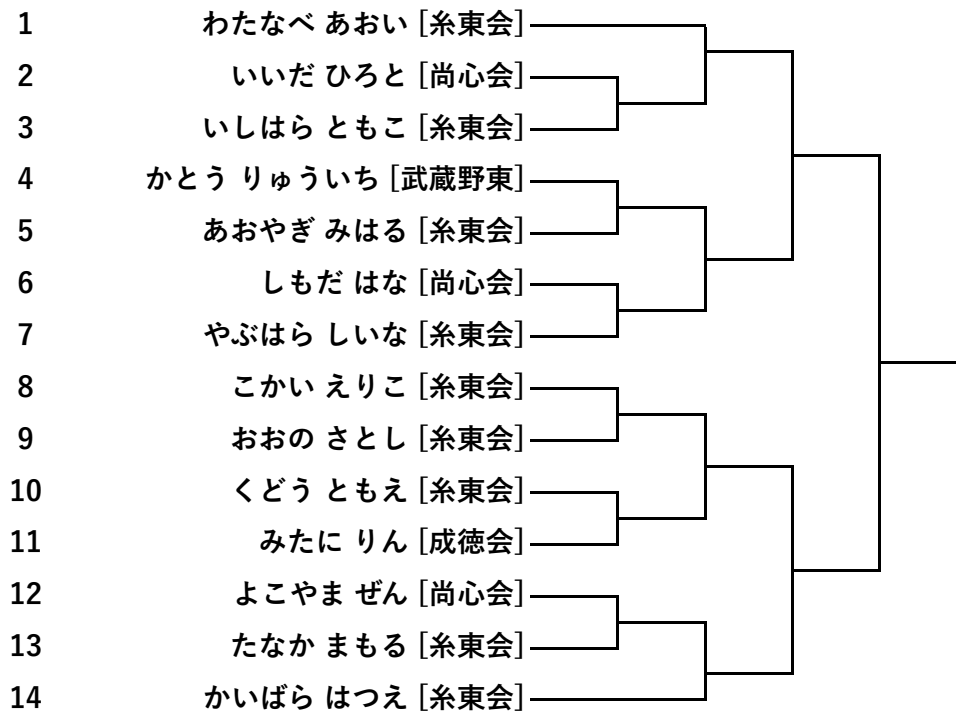 1 わたなべ あおい [糸東会]
2 いいだ ひろと [尚心会]
3 いしはら ともこ [糸東会]
4 かとう りゅういち [武蔵野東]
5 あおやぎ みはる [糸東会]
6 しもだ はな [尚心会]
7 やぶはら しいな [糸東会]
8 こかい えりこ [糸東会]
9 おおの さとし [糸東会]
10 くどう ともえ [糸東会]
11 みたに りん [成徳会]
12 よこやま ぜん [尚心会]
13 たなか まもる [糸東会]
14 かいばら はつえ [糸東会]